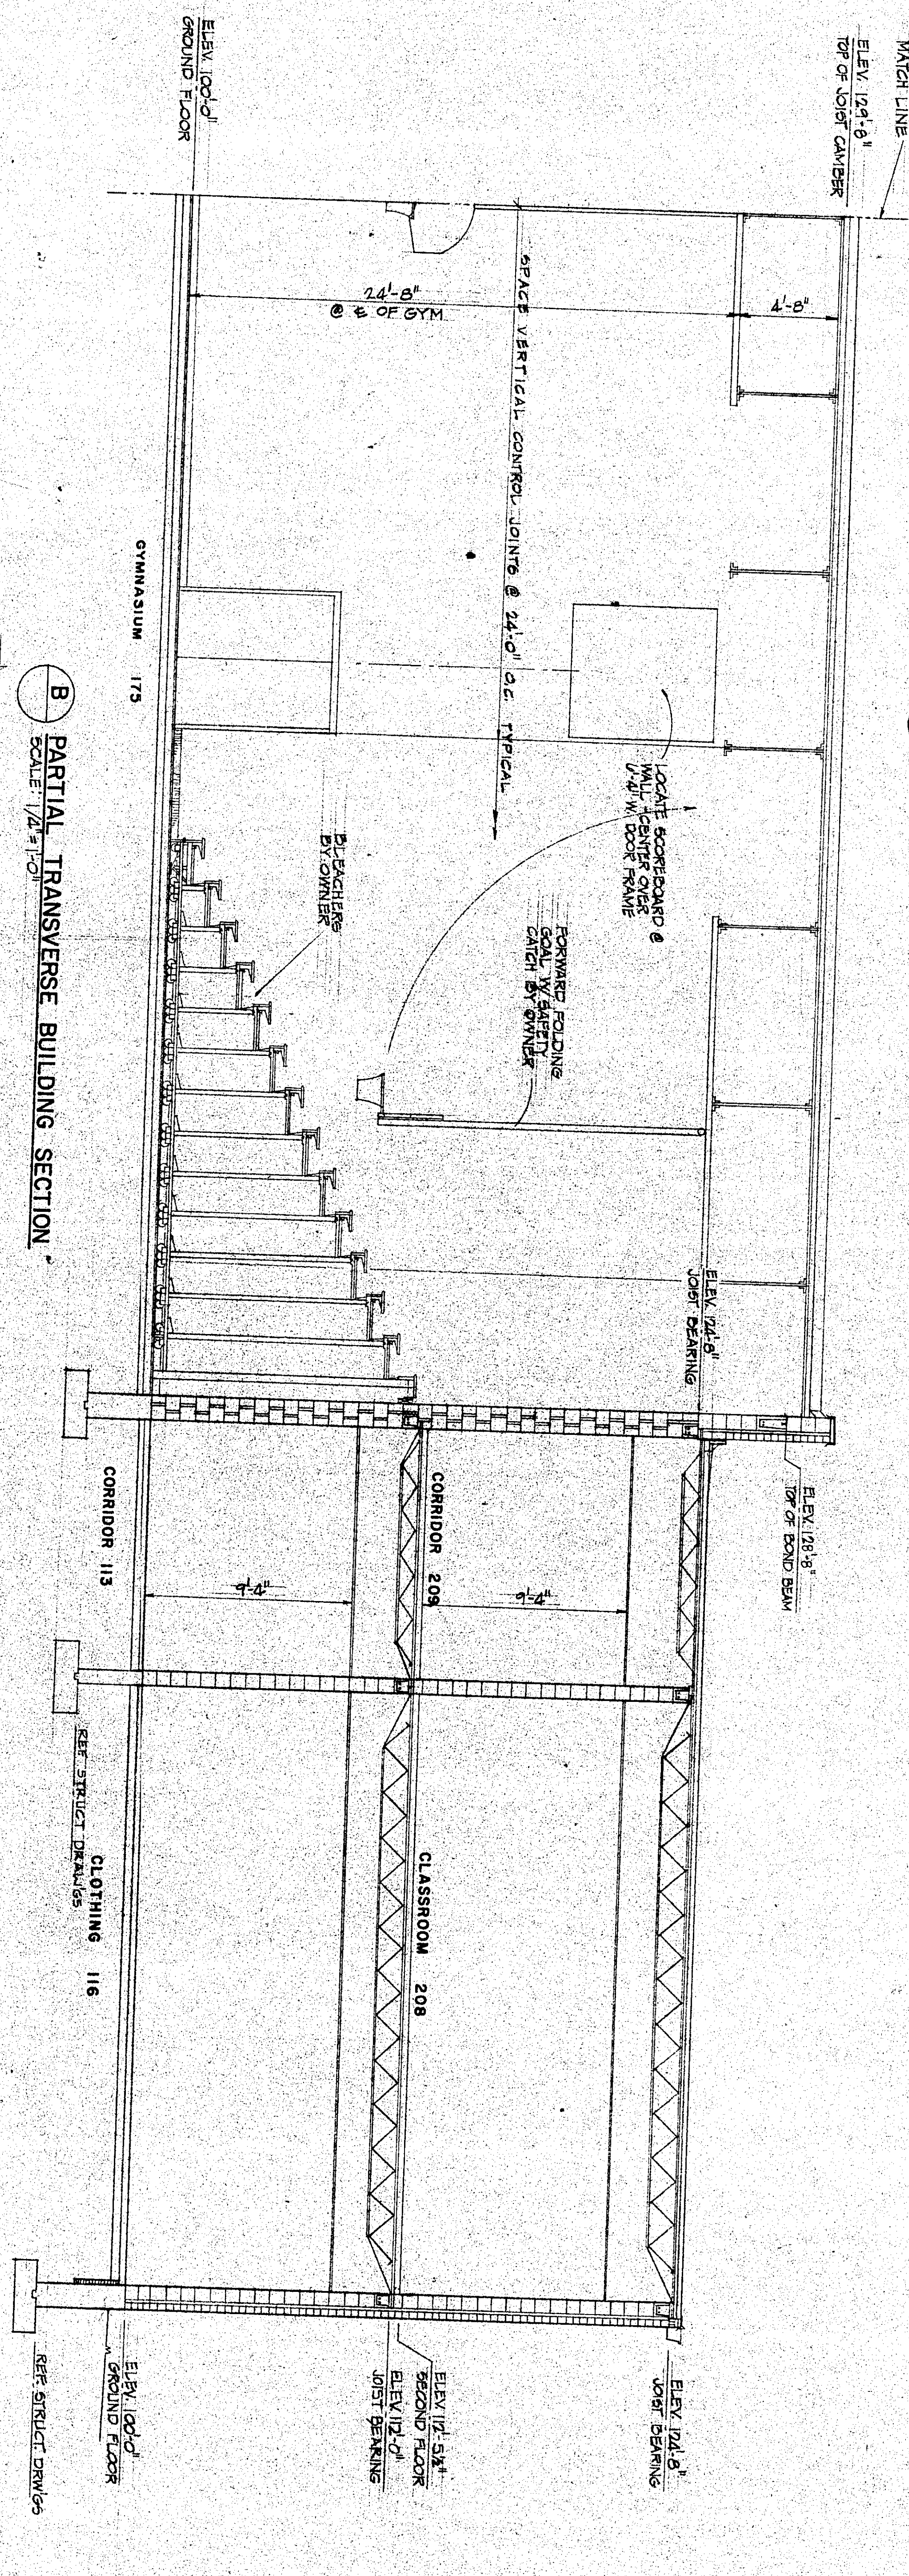 MATCH LINE
ELEV. 129'-8"
TOP OF JOIST CAMBER
4'-8"
24'-8"
@ ℄ OF GYM
SPACE VERTICAL CONTROL JOINTS @ 24'-0" O.C. TYPICAL
ELEV. 100'-0"
GROUND FLOOR
GYMNASIUM 175
LOCATE SCOREBOARD @
WALL - CENTER OVER
6'-4" W. DOOR FRAME
BLEACHERS
BY OWNER
FORWARD FOLDING
GOAL W/ SAFETY
CATCH BY OWNER
ELEV. 124'-8"
JOIST BEARING
ELEV. 128'-8"
TOP OF BOND BEAM
CORRIDOR 209
9'-4"
9'-4"
CORRIDOR 113
REF. STRUCT DRAW'GS
CLASSROOM 208
CLOTHING 116
ELEV. 124'-8"
JOIST BEARING
ELEV. 112'-5½"
SECOND FLOOR
ELEV. 112'-0"
JOIST BEARING
ELEV. 100'-0"
GROUND FLOOR
REF. STRUCT. DRW'GS
B
PARTIAL TRANSVERSE BUILDING SECTION
SCALE: 1/4"=1'-0"